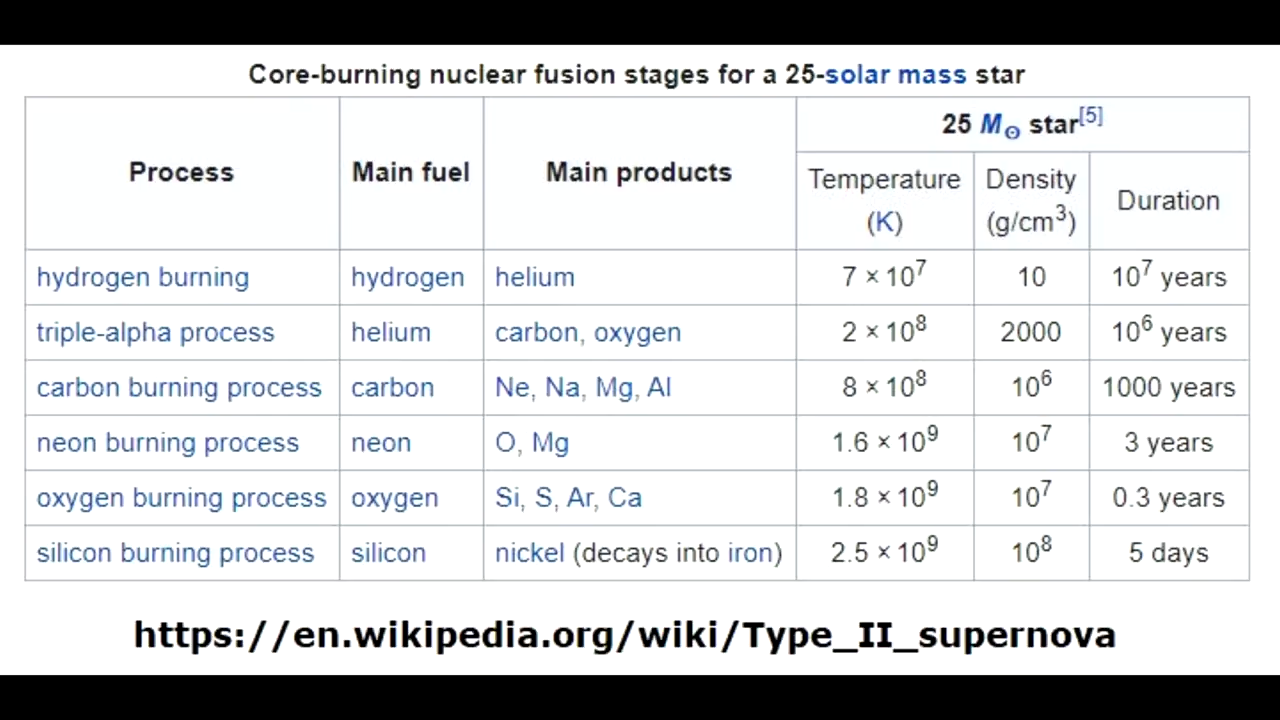 Core-burning nuclear fusion stages for a 25-solar mass star
Process Main fuel Main products 25 M☉ star[5]
Temperature (K) Density (g/cm³) Duration
hydrogen burning hydrogen helium 7 × 10⁷ 10 10⁷ years
triple-alpha process helium carbon, oxygen 2 × 10⁸ 2000 10⁶ years
carbon burning process carbon Ne, Na, Mg, Al 8 × 10⁸ 10⁶ 1000 years
neon burning process neon O, Mg 1.6 × 10⁹ 10⁷ 3 years
oxygen burning process oxygen Si, S, Ar, Ca 1.8 × 10⁹ 10⁷ 0.3 years
silicon burning process silicon nickel (decays into iron) 2.5 × 10⁹ 10⁸ 5 days
https://en.wikipedia.org/wiki/Type_II_supernova